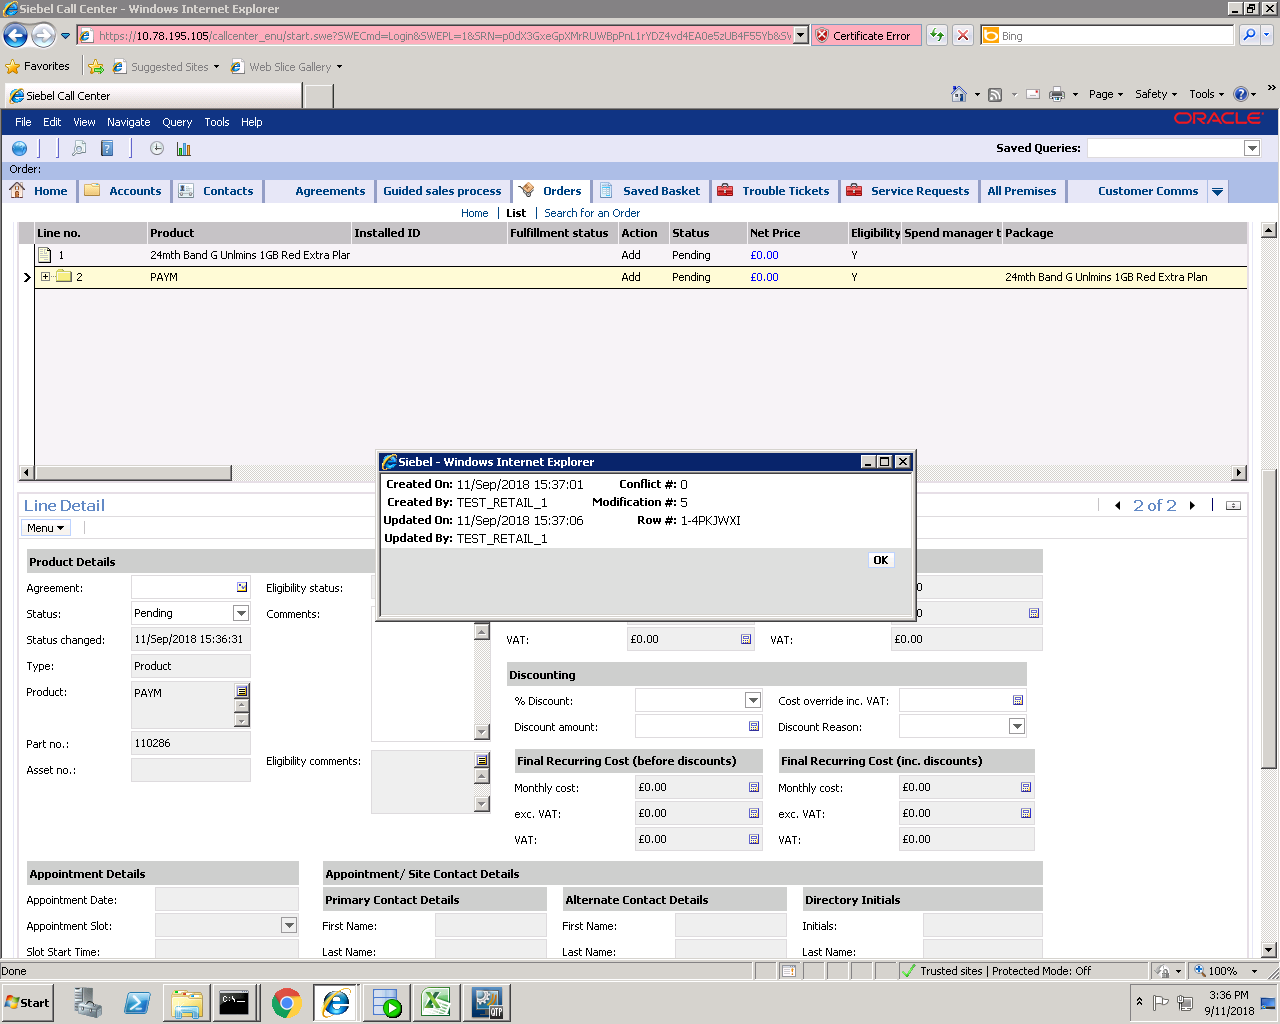 Siebel Call Center - Windows Internet Explorer
https://10.78.195.105/callcenter_enu/start.swe?SWECmd=Login&SWEPL=1&SRN=
Certificate Error
Bing
Favorites
Suggested Sites
Web Slice Gallery
Siebel Call Center
Page
Safety
Tools
File Edit View Navigate Query Tools Help
ORACLE
Saved Queries:
Order:
Home Accounts Contacts Agreements Guided sales process Orders Saved Basket Trouble Tickets Service Requests All Premises Customer Comms
Home | List | Search for an Order
Line no. Product Installed ID Fulfillment status Action Status Net Price Eligibility Spend manager t Package
1 24mth Band G Unlmins 1GB Red Extra Plar Add Pending £0.00 Y
2 PAYM Add Pending £0.00 Y 24mth Band G Unlmins 1GB Red Extra Plan
Siebel - Windows Internet Explorer
Created On: 11/Sep/2018 15:37:01 Conflict #: 0
Created By: TEST_RETAIL_1 Modification #: 5
Updated On: 11/Sep/2018 15:37:06 Row #: 1-4PKJWXI
Updated By: TEST_RETAIL_1
OK
Line Detail
2 of 2
Menu
Product Details
Agreement: Eligibility status: 0
Status: Pending Comments: 0
Status changed: 11/Sep/2018 15:36:31 VAT: £0.00 VAT: £0.00
Type: Product
Discounting
Product: PAYM % Discount: Cost override inc. VAT:
Discount amount: Discount Reason:
Part no.: 110286
Asset no.: Eligibility comments: Final Recurring Cost (before discounts) Final Recurring Cost (inc. discounts)
Monthly cost: £0.00 Monthly cost: £0.00
exc. VAT: £0.00 exc. VAT: £0.00
VAT: £0.00 VAT: £0.00
Appointment Details Appointment/ Site Contact Details
Appointment Date: Primary Contact Details Alternate Contact Details Directory Initials
Appointment Slot: First Name: First Name: Initials:
Slot Start Time: Last Name: Last Name: Last Name:
Done
Trusted sites | Protected Mode: Off
100%
Start
C:\
QTP
3:36 PM
9/11/2018